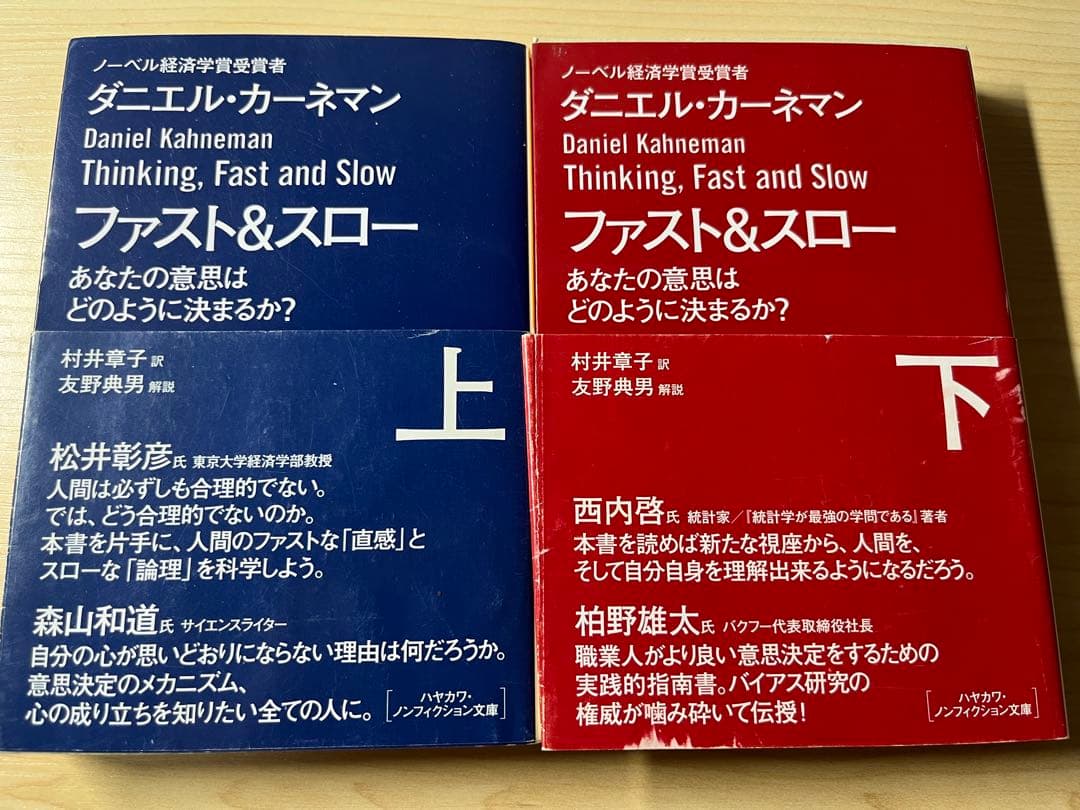 ノーベル経済学賞受賞者
ダニエル・カーネマン
Daniel Kahneman
Thinking, Fast and Slow
ファスト&スロー
あなたの意思は
どのように決まるか?
村井章子 訳
友野典男 解説
上
松井彰彦氏 東京大学経済学部教授
人間は必ずしも合理的でない。
では、どう合理的でないのか。
本書を片手に、人間のファストな「直感」と
スローな「論理」を科学しよう。
森山和道氏 サイエンスライター
自分の心が思いどおりにならない理由は何だろうか。
意思決定のメカニズム、
心の成り立ちを知りたい全ての人に。
ハヤカワ・
ノンフィクション文庫
ノーベル経済学賞受賞者
ダニエル・カーネマン
Daniel Kahneman
Thinking, Fast and Slow
ファスト&スロー
あなたの意思は
どのように決まるか?
村井章子 訳
友野典男 解説
下
西内啓氏 統計家/『統計学が最強の学問である』著者
本書を読めば新たな視座から、人間を、
そして自分自身を理解出来るようになるだろう。
柏野雄太氏 バクフー代表取締役社長
職業人がより良い意思決定をするための
実践的指南書。バイアス研究の
権威が噛み砕いて伝授!
ハヤカワ・
ノンフィクション文庫